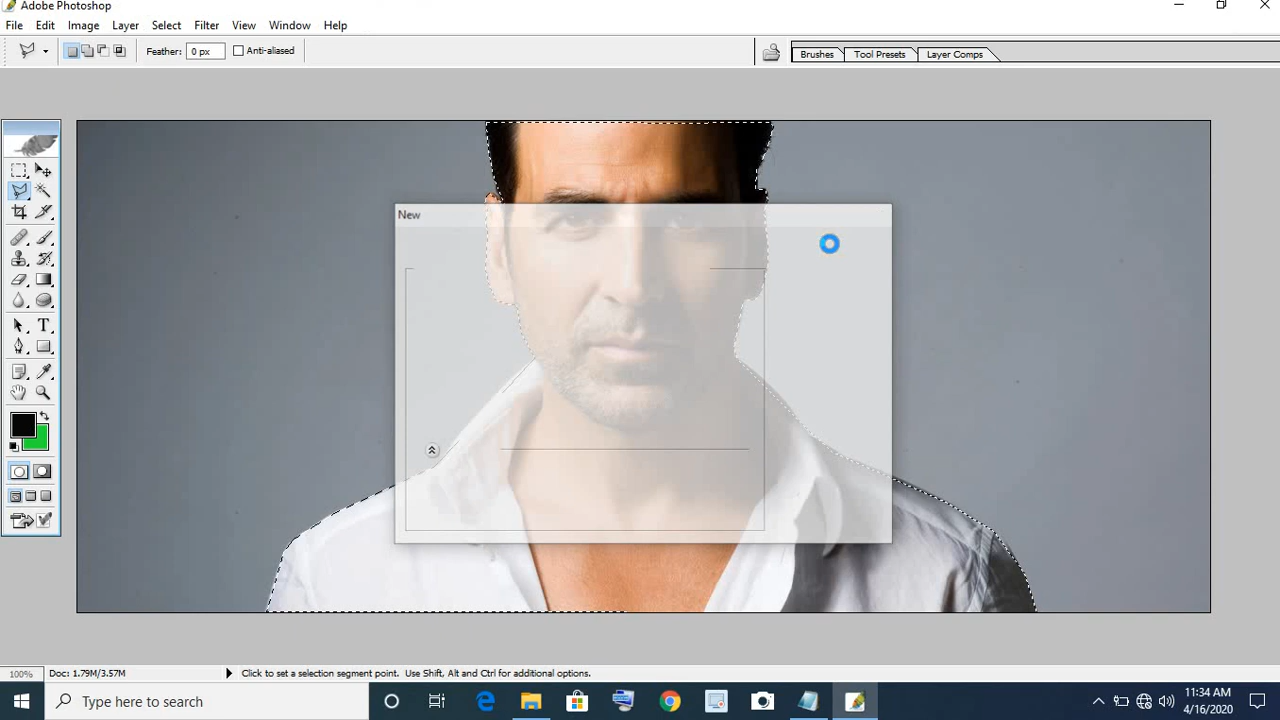 Adobe Photoshop
File Edit Image Layer Select Filter View Window Help
Feather: 0 px Anti-aliased Brushes Tool Presets Layer Comps
New
T
100% Doc: 1.79M/3.57M Click to set a selection segment point. Use Shift, Alt and Ctrl for additional options.
Type here to search
11:34 AM
4/16/2020